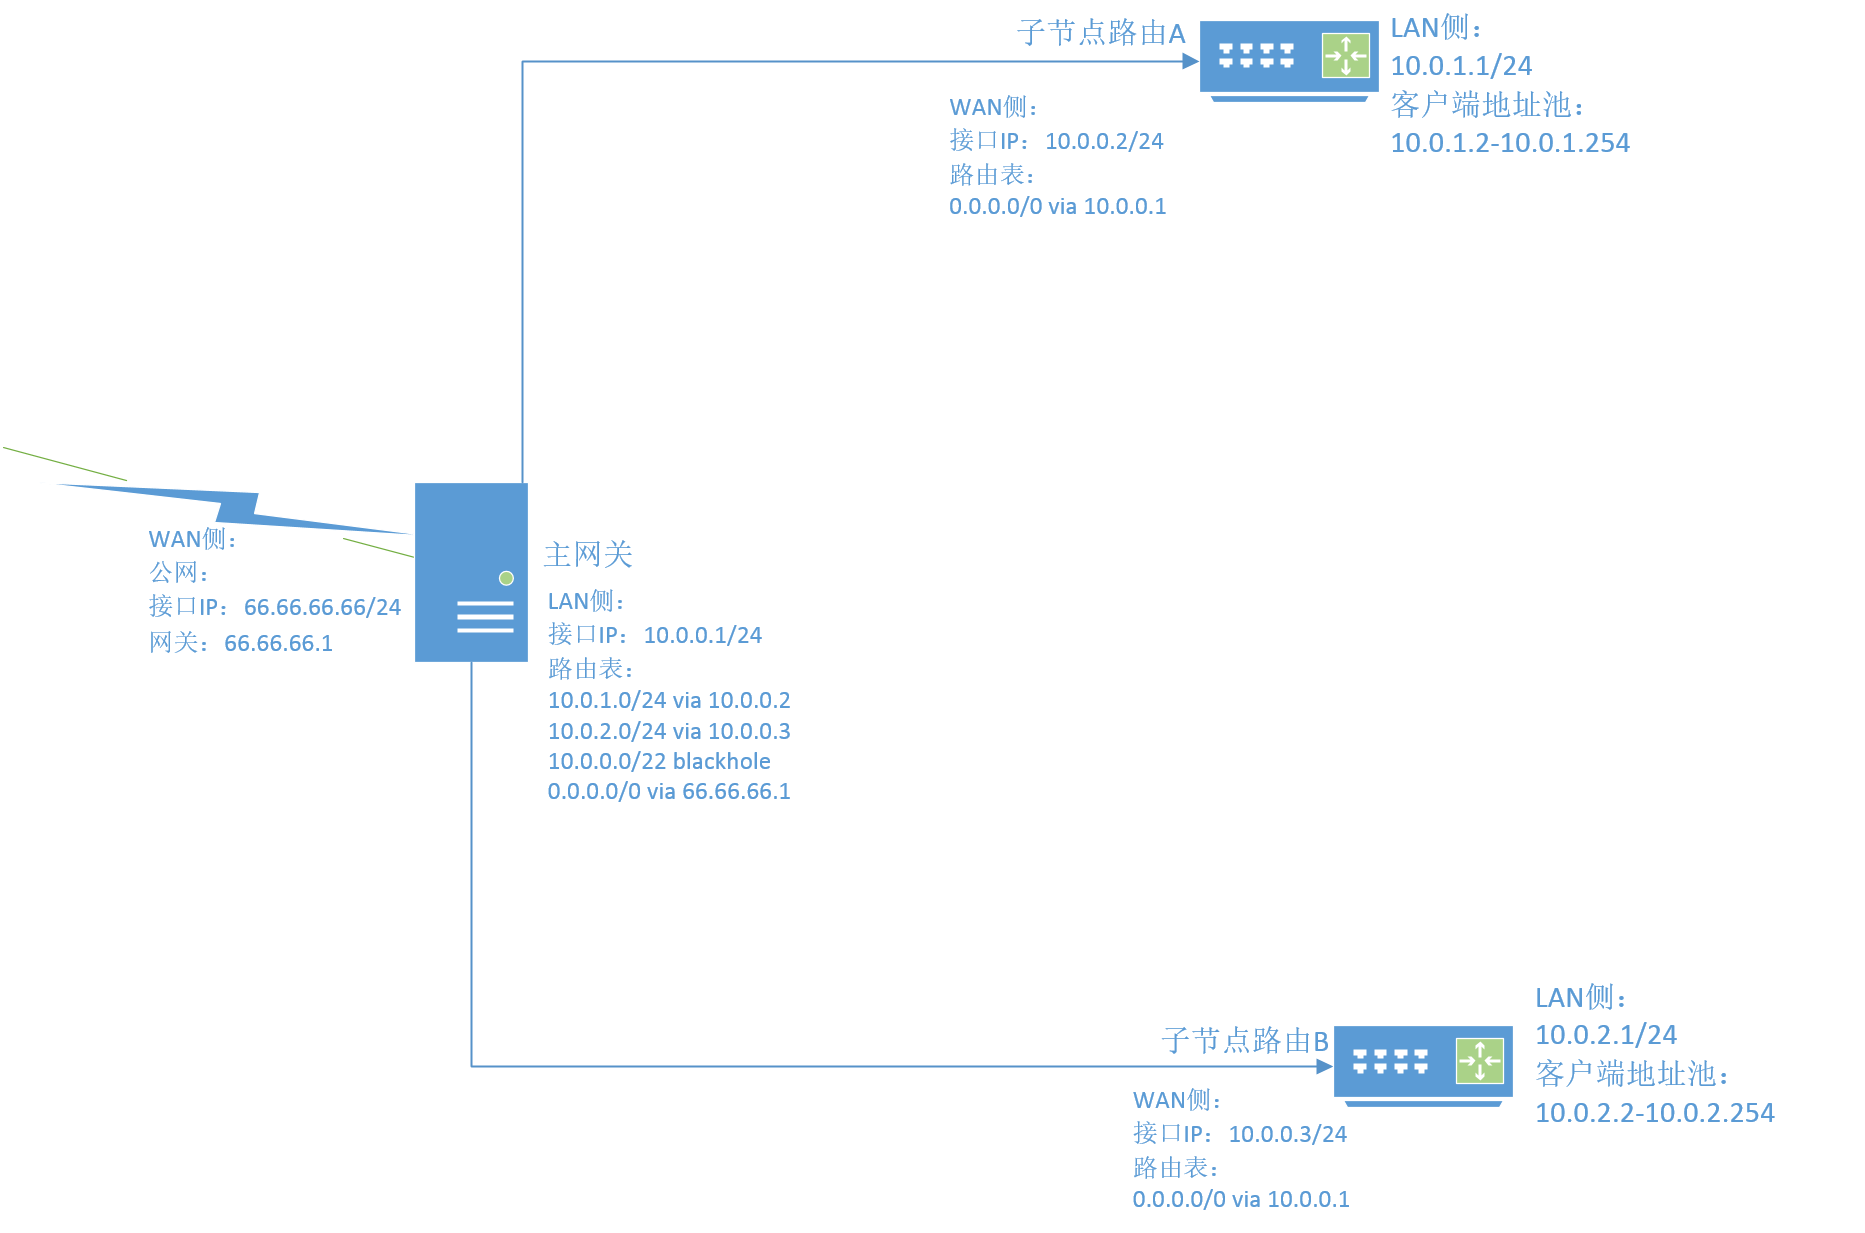 子节点路由A
LAN侧：
10.0.1.1/24
客户端地址池：
10.0.1.2-10.0.1.254
WAN侧：
接口IP：10.0.0.2/24
路由表：
0.0.0.0/0 via 10.0.0.1
WAN侧：
公网：
接口IP：66.66.66.66/24
网关：66.66.66.1
主网关
LAN侧：
接口IP：10.0.0.1/24
路由表：
10.0.1.0/24 via 10.0.0.2
10.0.2.0/24 via 10.0.0.3
10.0.0.0/22 blackhole
0.0.0.0/0 via 66.66.66.1
子节点路由B
LAN侧：
10.0.2.1/24
客户端地址池：
10.0.2.2-10.0.2.254
WAN侧：
接口IP：10.0.0.3/24
路由表：
0.0.0.0/0 via 10.0.0.1